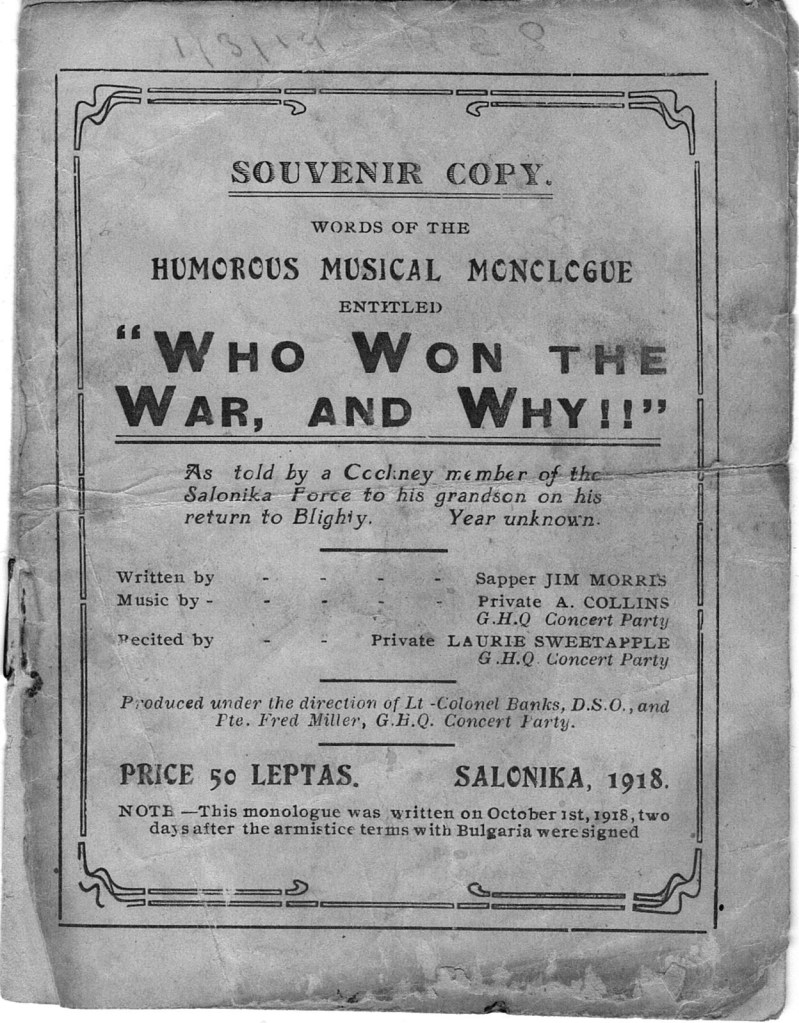 SOUVENIR COPY.
WORDS OF THE
HUMOROUS MUSICAL MONOLOGUE
ENTITLED
"WHO WON THE
WAR, AND WHY!!"
As told by a Cockney member of the
Salonika Force to his grandson on his
return to Blighty. Year unknown.
Written by - - - - Sapper JIM MORRIS
Music by - - - - - Private A. COLLINS
G.H.Q Concert Party
Recited by - - Private LAURIE SWEETAPPLE
G.H.Q. Concert Party
Produced under the direction of Lt -Colonel Banks, D.S.O., and
Pte. Fred Miller, G.H.Q. Concert Party.
PRICE 50 LEPTAS. SALONIKA, 1918.
NOTE —This monologue was written on October 1st, 1918, two
days after the armistice terms with Bulgaria were signed